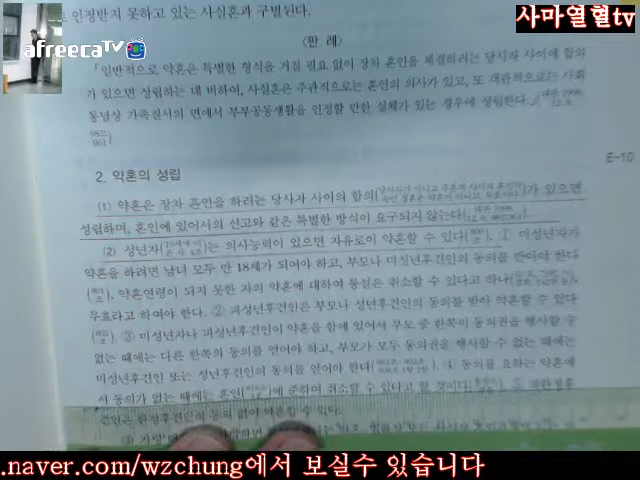 인정받지 못하고 있는 사실혼과 구별된다.
사마열혈tv
afreecaTV
〈판 례〉
「일반적으로 약혼은 특별한 형식을 거칠 필요 없이 장차 혼인을 체결하려는 당사자 사이에 합의
가 있으면 성립하는 데 비하여, 사실혼은 주관적으로는 혼인의 의사가 있고, 또 객관적으로는 사회
통념상 가족질서의 면에서 부부공동생활을 인정할 만한 실체가 있는 경우에 성립한다.」
E-10
2. 약혼의 성립
(1) 약혼은 장차 혼인을 하려는 당사자 사이의 합의 가 있으면
성립하며, 혼인에 있어서의 신고와 같은 특별한 방식이 요구되지 않는다
(2) 성년자 는 의사능력이 있으면 자유로이 약혼할 수 있다 ① 미성년자가
약혼을 하려면 남녀 모두 만 18세가 되어야 하고, 부모나 미성년후견인의 동의를 받아야 한다
약혼연령이 되지 못한 자의 약혼에 대하여 통설은 취소할 수 있다고 하나
무효라고 하여야 한다. ② 피성년후견인은 부모나 성년후견인의 동의를 받아 약혼할 수 있다
③ 미성년자나 피성년후견인이 약혼을 함에 있어서 부모 중 한쪽이 동의권을 행사할 수
없는 때에는 다른 한쪽의 동의를 얻어야 하고, 부모가 모두 동의권을 행사할 수 없는 때에는
미성년후견인 또는 성년후견인의 동의를 얻어야 한다 ④ 동의를 요하는 약혼에
서 동의가 없는 때에는 혼인 에 준하여 취소할 수 있다고 할 것이다
한정후견인의 동의 없이 약혼할 수 있다.
.naver.com/wzchung에서 보실수 있습니다